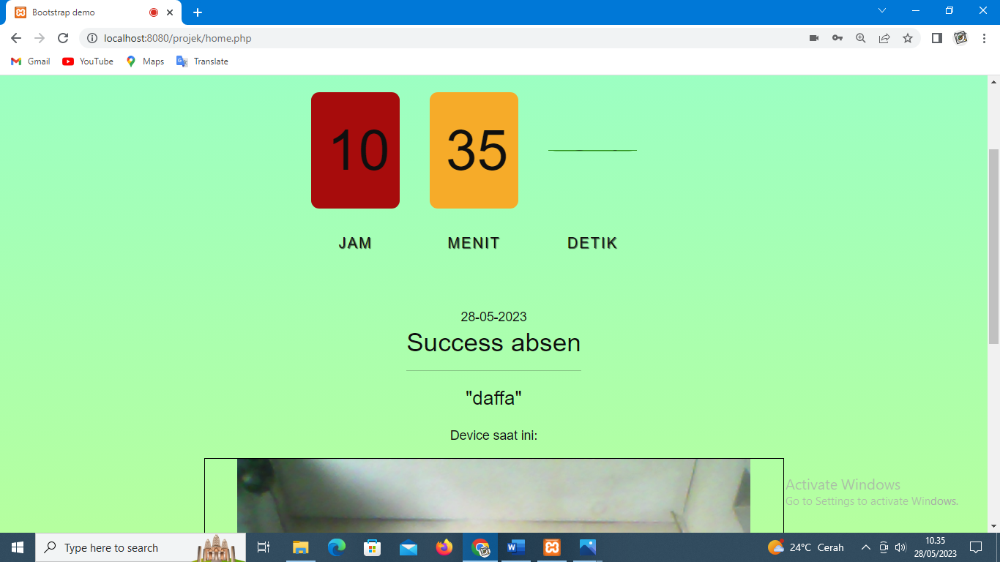 Bootstrap demo
localhost:8080/projek/home.php
Gmail YouTube Maps Translate
10 35
JAM MENIT DETIK
28-05-2023
Success absen
"daffa"
Device saat ini:
Activate Windows
Go to Settings to activate Windows.
Type here to search
24°C Cerah
10.35
28/05/2023